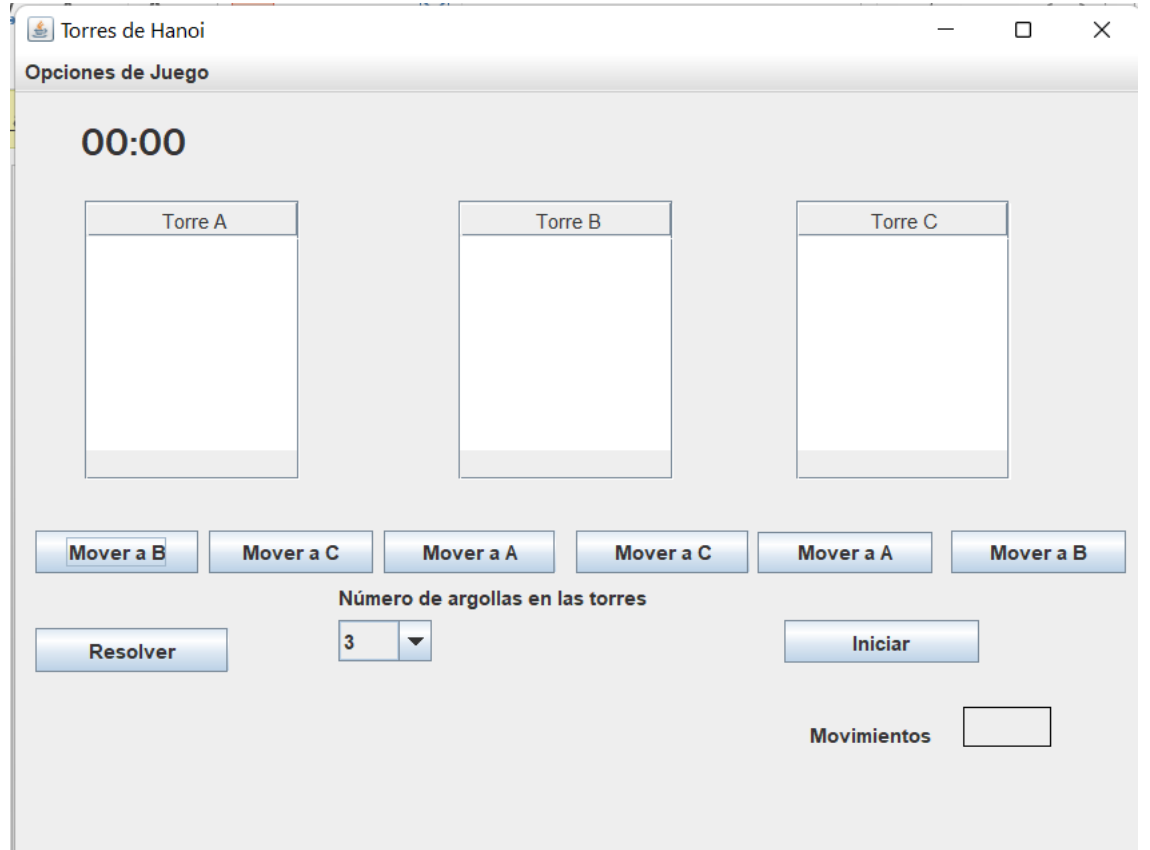 Torres de Hanoi
Opciones de Juego
00:00
Torre A Torre B Torre C
Mover a B Mover a C Mover a A Mover a C Mover a A Mover a B
Número de argollas en las torres
Resolver 3 Iniciar
Movimientos